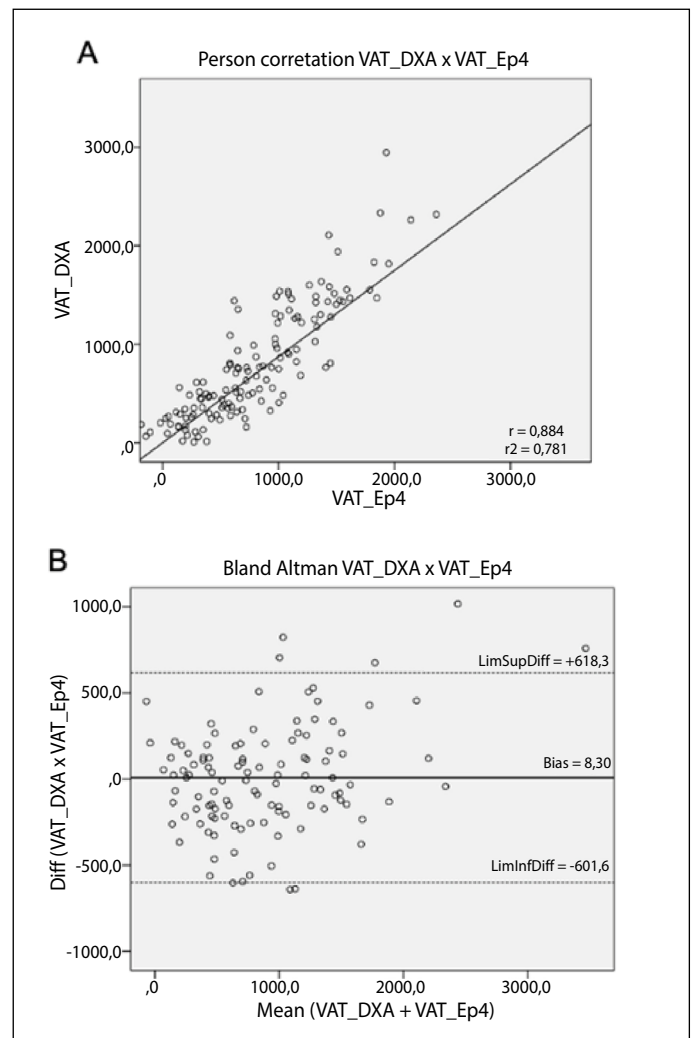 A
Person corretation VAT_DXA x VAT_Ep4
3000,0
2000,0
1000,0
,0
VAT_DXA
r = 0,884
r2 = 0,781
,0 1000,0 2000,0 3000,0
VAT_Ep4
B
Bland Altman VAT_DXA x VAT_Ep4
1000,0
500,0
,0
-500,0
-1000,0
Diff (VAT_DXA x VAT_Ep4)
LimSupDiff = +618,3
Bias = 8,30
LimInfDiff = -601,6
,0 1000,0 2000,0 3000,0
Mean (VAT_DXA + VAT_Ep4)